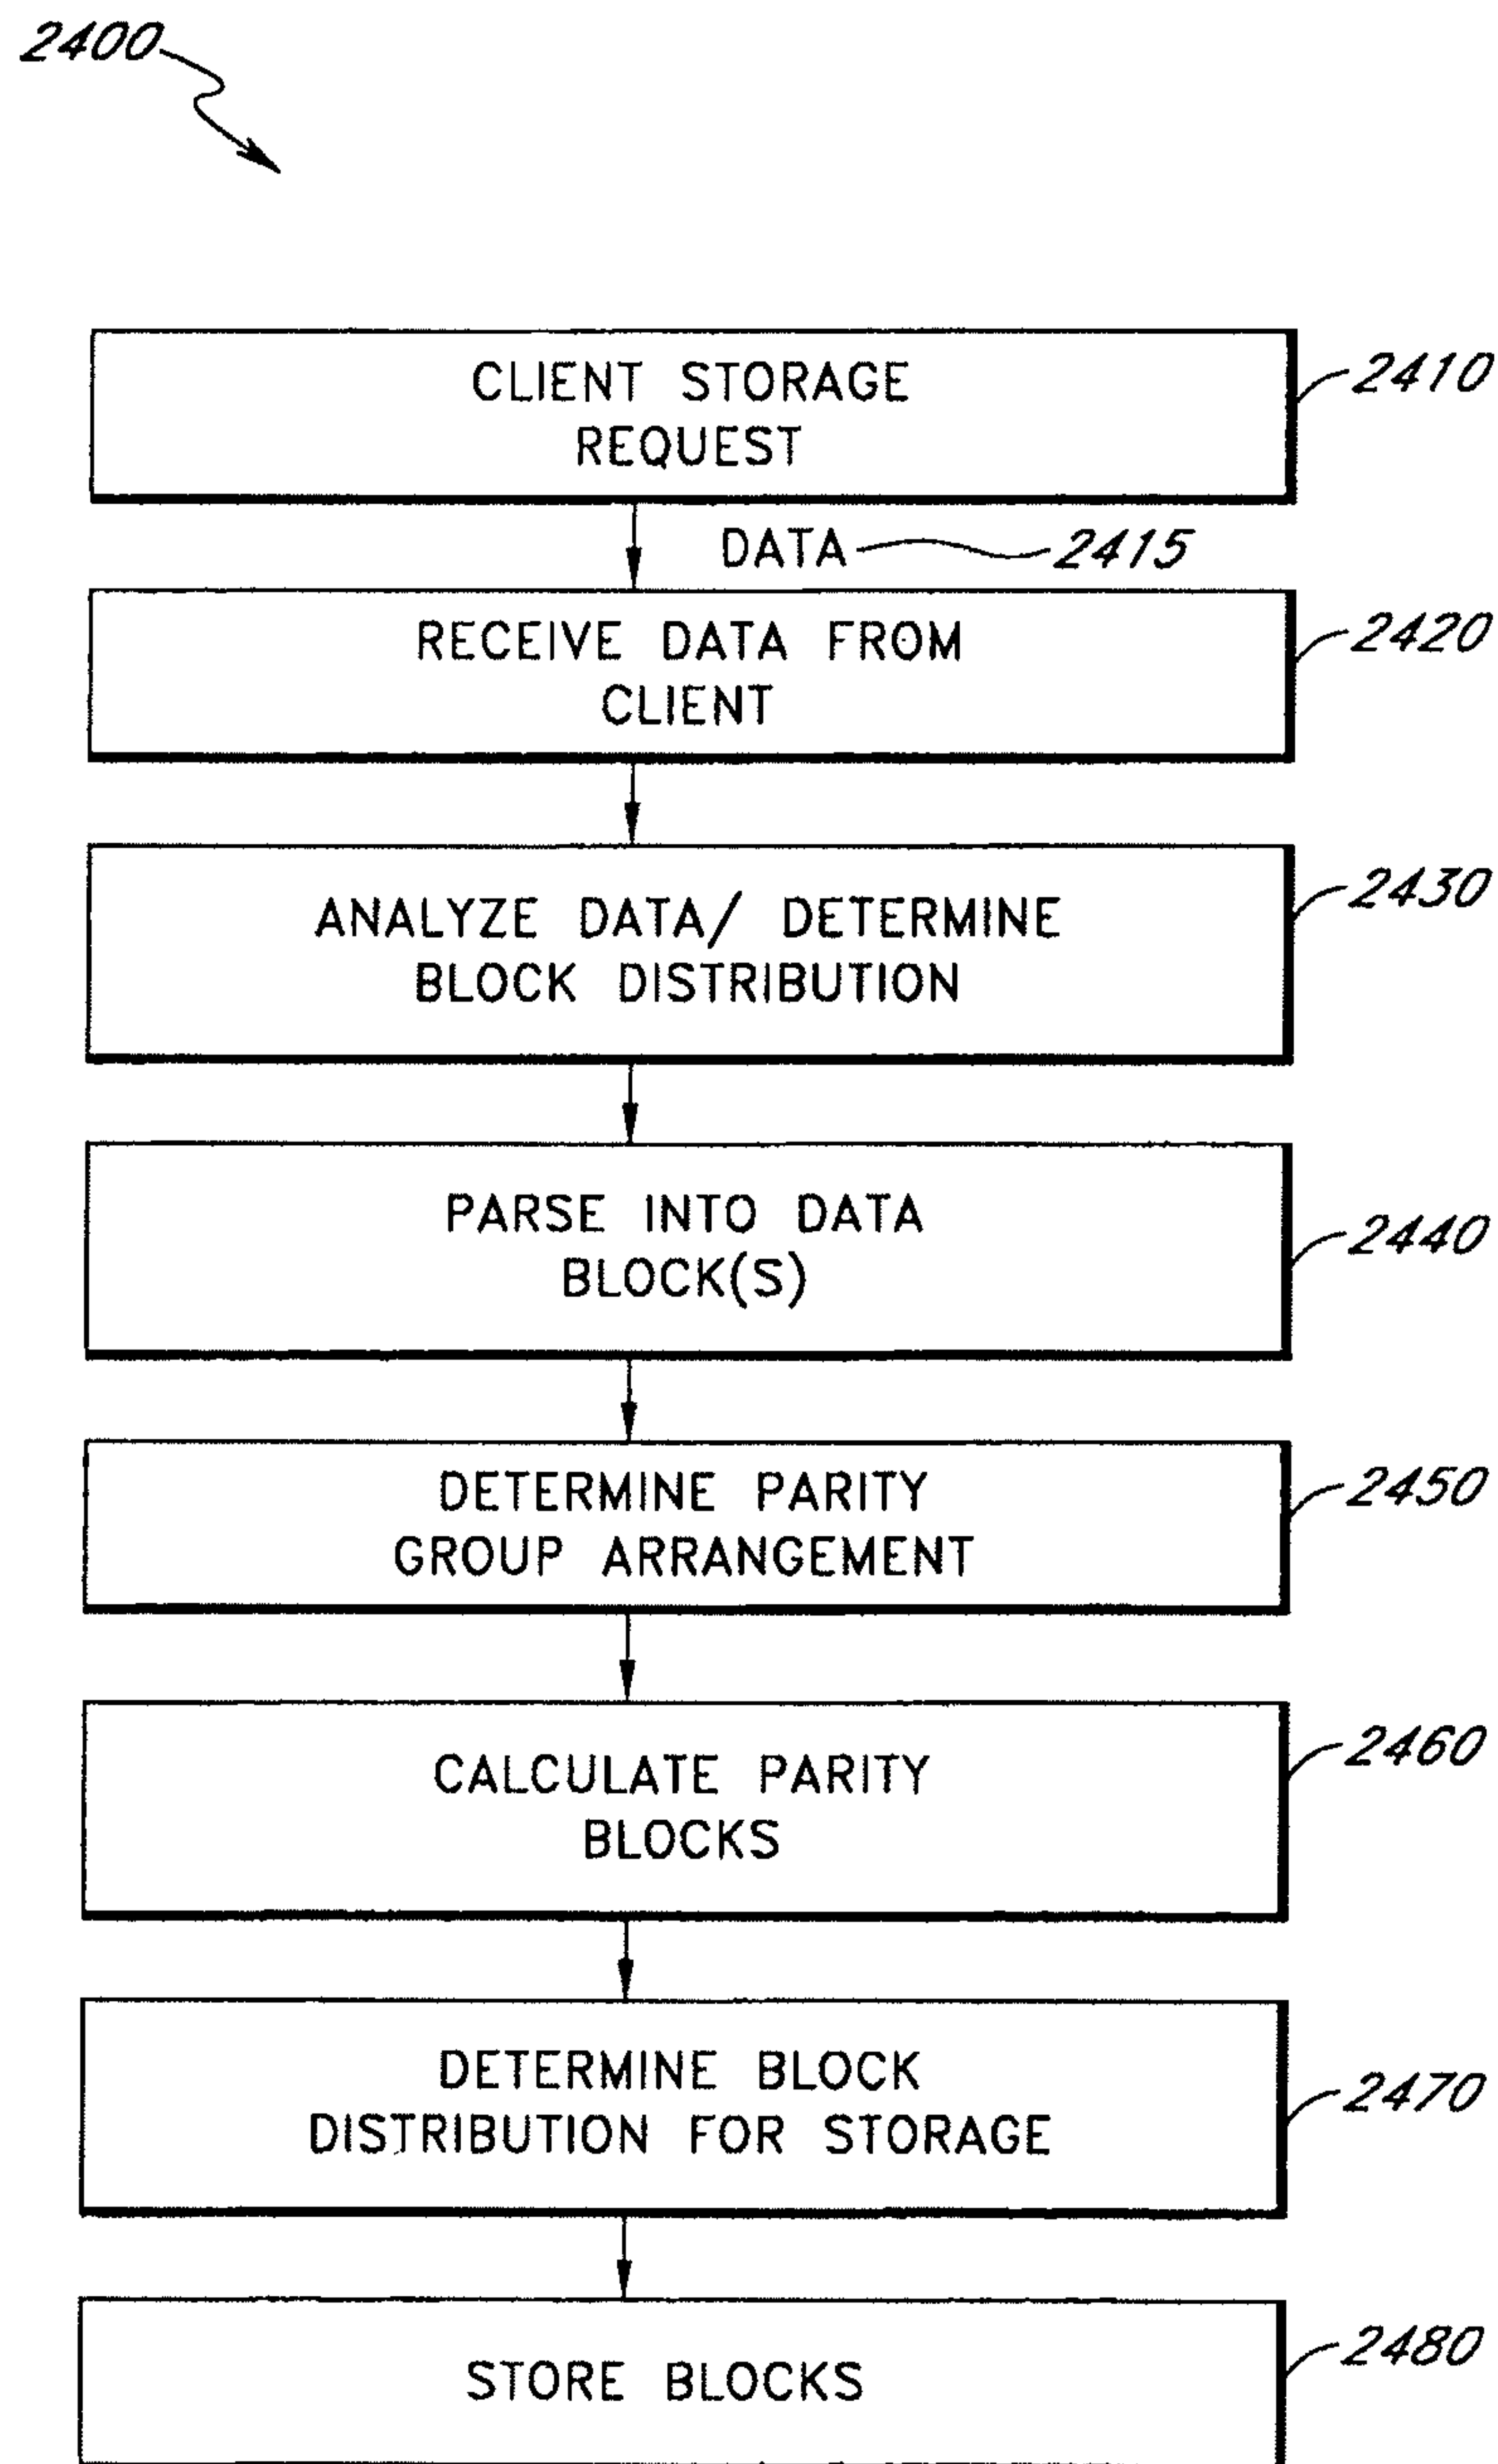 2400
CLIENT STORAGE
REQUEST
2410
DATA
2415
RECEIVE DATA FROM
CLIENT
2420
ANALYZE DATA/ DETERMINE
BLOCK DISTRIBUTION
2430
PARSE INTO DATA
BLOCK(S)
2440
DETERMINE PARITY
GROUP ARRANGEMENT
2450
CALCULATE PARITY
BLOCKS
2460
DETERMINE BLOCK
DISTRIBUTION FOR STORAGE
2470
STORE BLOCKS
2480